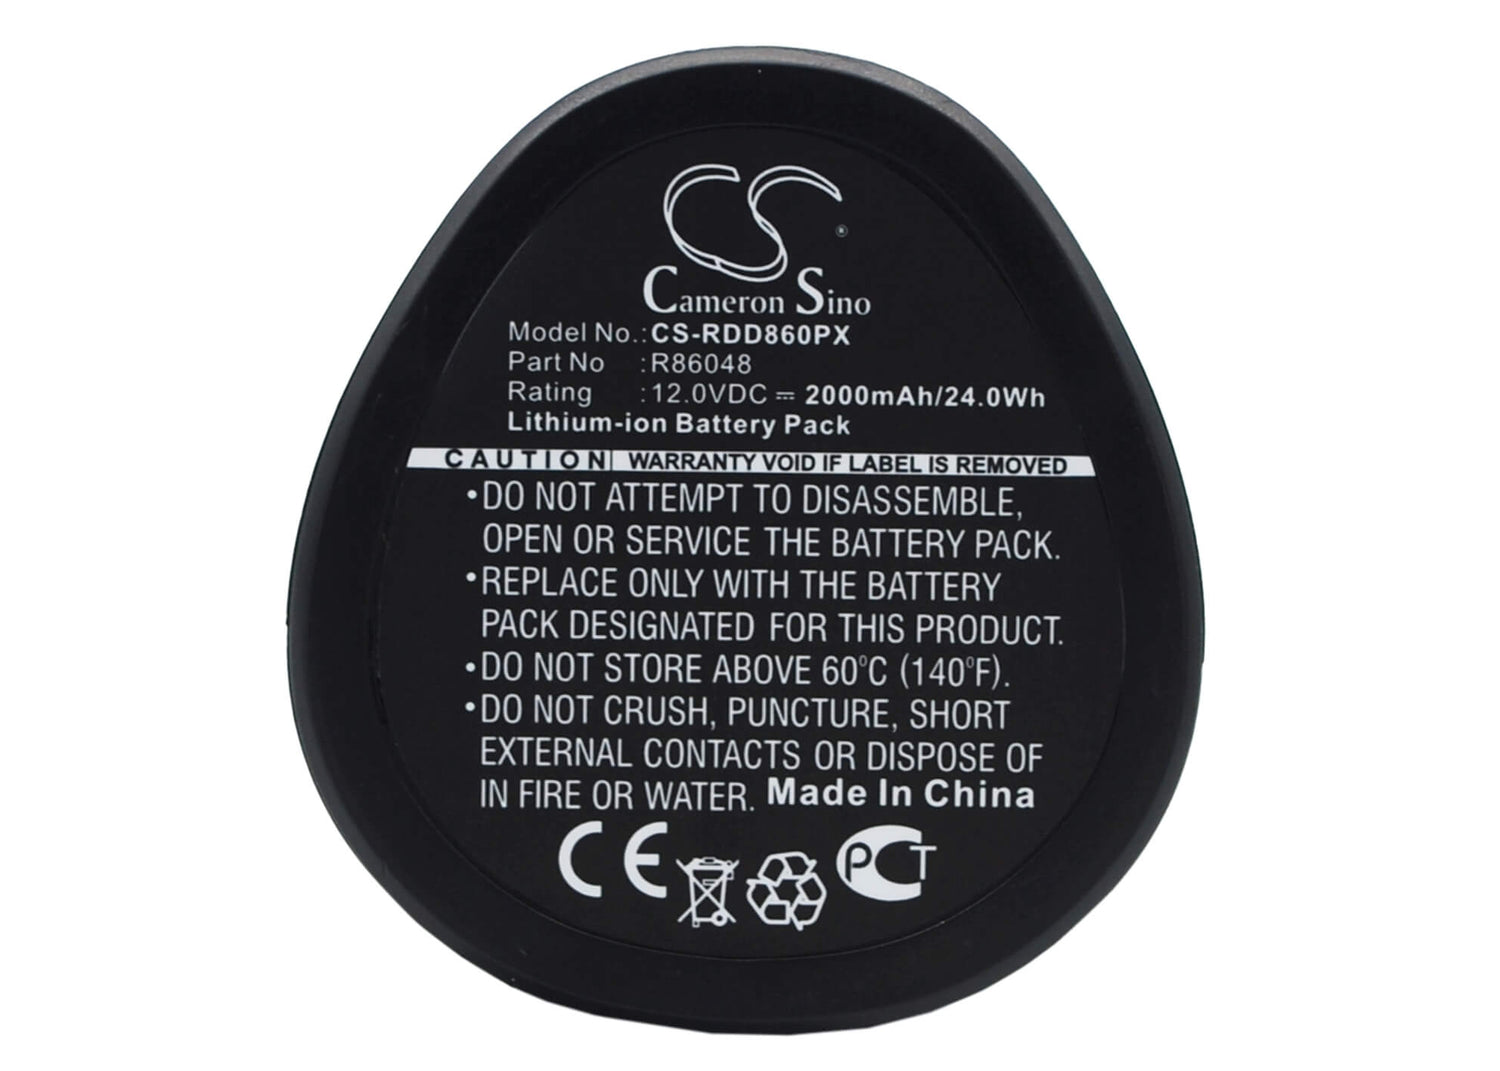 CS
®
Cameron Sino
Model No.:CS-RDD860PX
Part No :R86048
Rating :12.0VDC ⎓ 2000mAh/24.0Wh
Lithium-ion Battery Pack
CAUTION| WARRANTY VOID IF LABEL IS REMOVED
•DO NOT ATTEMPT TO DISASSEMBLE,
OPEN OR SERVICE THE BATTERY PACK.
•REPLACE ONLY WITH THE BATTERY
PACK DESIGNATED FOR THIS PRODUCT.
•DO NOT STORE ABOVE 60°C (140°F).
•DO NOT CRUSH, PUNCTURE, SHORT
EXTERNAL CONTACTS OR DISPOSE OF
IN FIRE OR WATER. Made In China
CE PCT